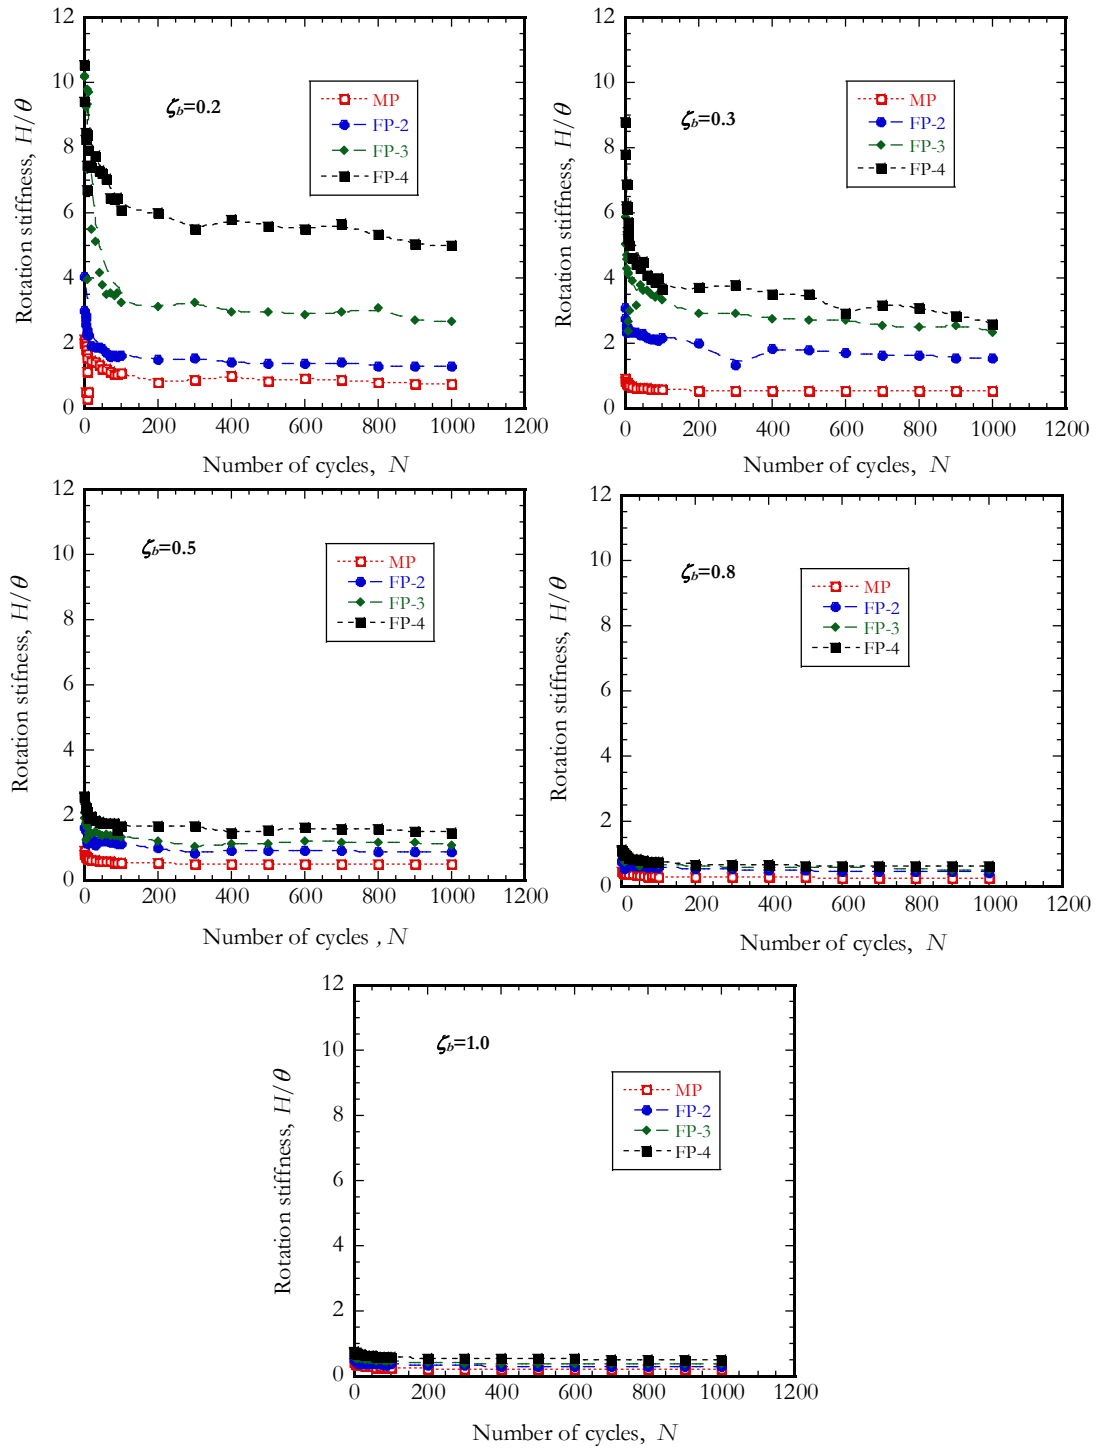 12
10
8
6
4
2
0
Rotation stiffness, H/θ
ζb=0.2
MP
FP-2
FP-3
FP-4
0 200 400 600 800 1000 1200
Number of cycles, N
12
10
8
6
4
2
0
Rotation stiffness, H/θ
ζb=0.3
MP
FP-2
FP-3
FP-4
0 200 400 600 800 1000 1200
Number of cycles, N
12
10
8
6
4
2
0
Rotation stifness, H/θ
ζb=0.5
MP
FP-2
FP-3
FP-4
0 200 400 600 800 1000 1200
Number of cycles , N
12
10
8
6
4
2
0
Rotation stiffness, H/θ
ζb=0.8
MP
FP-2
FP-3
FP-4
0 200 400 600 800 1000 1200
Number of cycles, N
12
10
8
6
4
2
0
Rotation stiffness, H/θ
ζb=1.0
MP
FP-2
FP-3
FP-4
0 200 400 600 800 1000 1200
Number of cycles, N